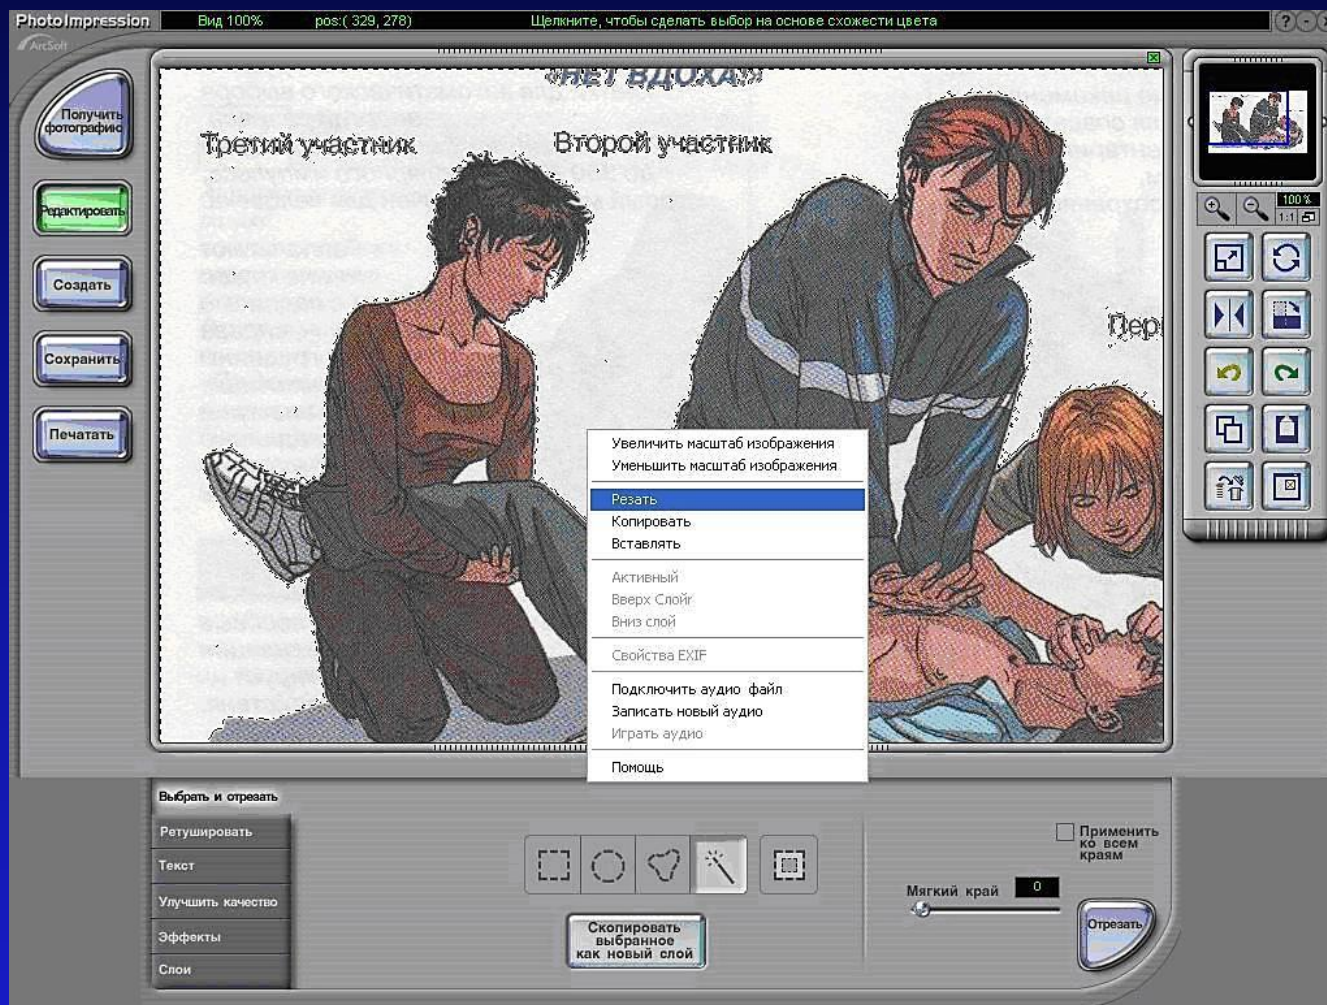 PhotoImpression
Вид 100%
pos:( 329, 278)
Щелкните, чтобы сделать выбор на основе схожести цвета
ArcSoft
Получить
фотографию
Редактировать
Создать
Сохранить
Печатать
«НЕТ ВДОХА!»
Третий участник
Второй участник
Пер
100%
1:1
Увеличить масштаб изображения
Уменьшить масштаб изображения
Резать
Копировать
Вставлять
Активный
Вверх Слойг
Вниз слой
Свойства EXIF
Подключить аудио файл
Записать новый аудио
Играть аудио
Помощь
Выбрать и отрезать
Ретушировать
Текст
Улучшить качество
Эффекты
Слои
Скопировать
выбранное
как новый слой
Применить
ко всем
краям
Мягкий край
0
Отрезать